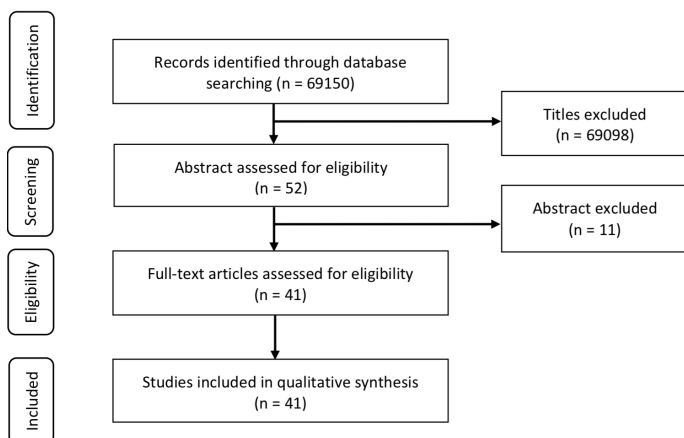 Identification
Records identified through database
searching (n = 69150)
Titles excluded
(n = 69098)
Screening
Abstract assessed for eligibility
(n = 52)
Abstract excluded
(n = 11)
Eligibility
Full-text articles assessed for eligibility
(n = 41)
Included
Studies included in qualitative synthesis
(n = 41)